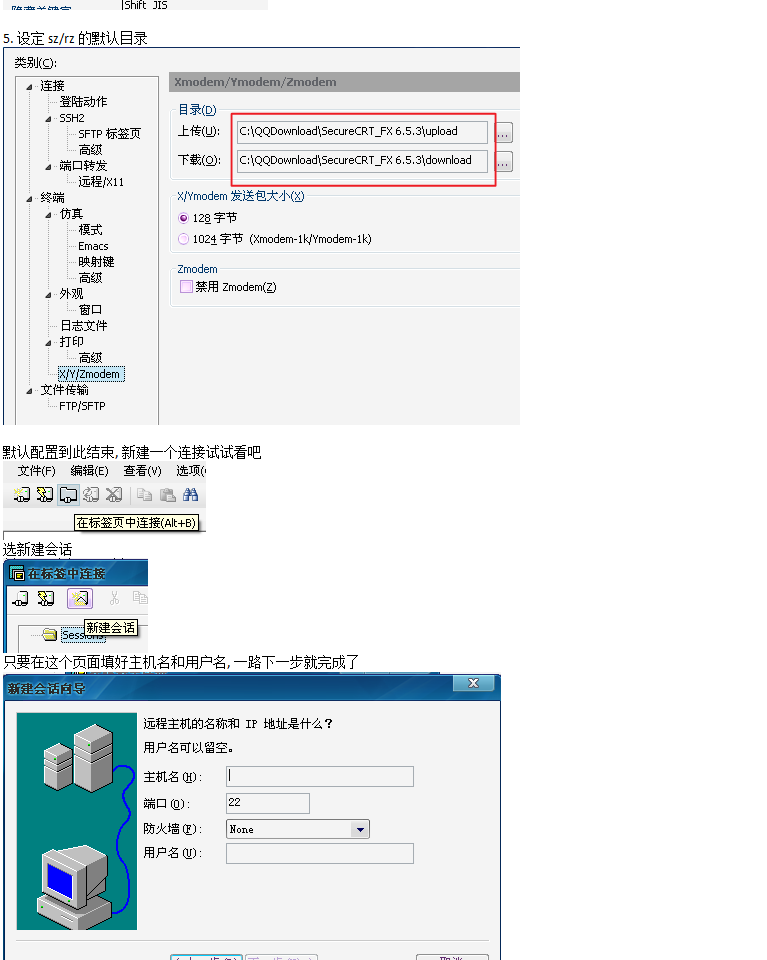 Shift_JIS
5. 设定 sz/rz 的默认目录
类别(C):
Xmodem/Ymodem/Zmodem
连接
登陆动作
SSH2
SFTP 标签页
高级
端口转发
远程/X11
终端
仿真
模式
Emacs
映射键
高级
外观
窗口
日志文件
打印
高级
X/Y/Zmodem
文件传输
FTP/SFTP
目录(D)
上传(U): C:\QQDownload\SecureCRT_FX 6.5.3\upload ...
下载(O): C:\QQDownload\SecureCRT_FX 6.5.3\download ...
X/Ymodem 发送包大小(X)
128 字节
1024 字节 (Xmodem-1k/Ymodem-1k)
Zmodem
禁用 Zmodem(Z)
默认配置到此结束, 新建一个连接试试看吧
文件(F) 编辑(E) 查看(V) 选项(
在标签页中连接(Alt+B)
选新建会话
在标签中连接
新建会话
Sessions
只要在这个页面填好主机名和用户名, 一路下一步就完成了
新建会话向导
远程主机的名称和 IP 地址是什么?
用户名可以留空。
主机名(H):
端口(O): 22
防火墙(F): None
用户名(U):